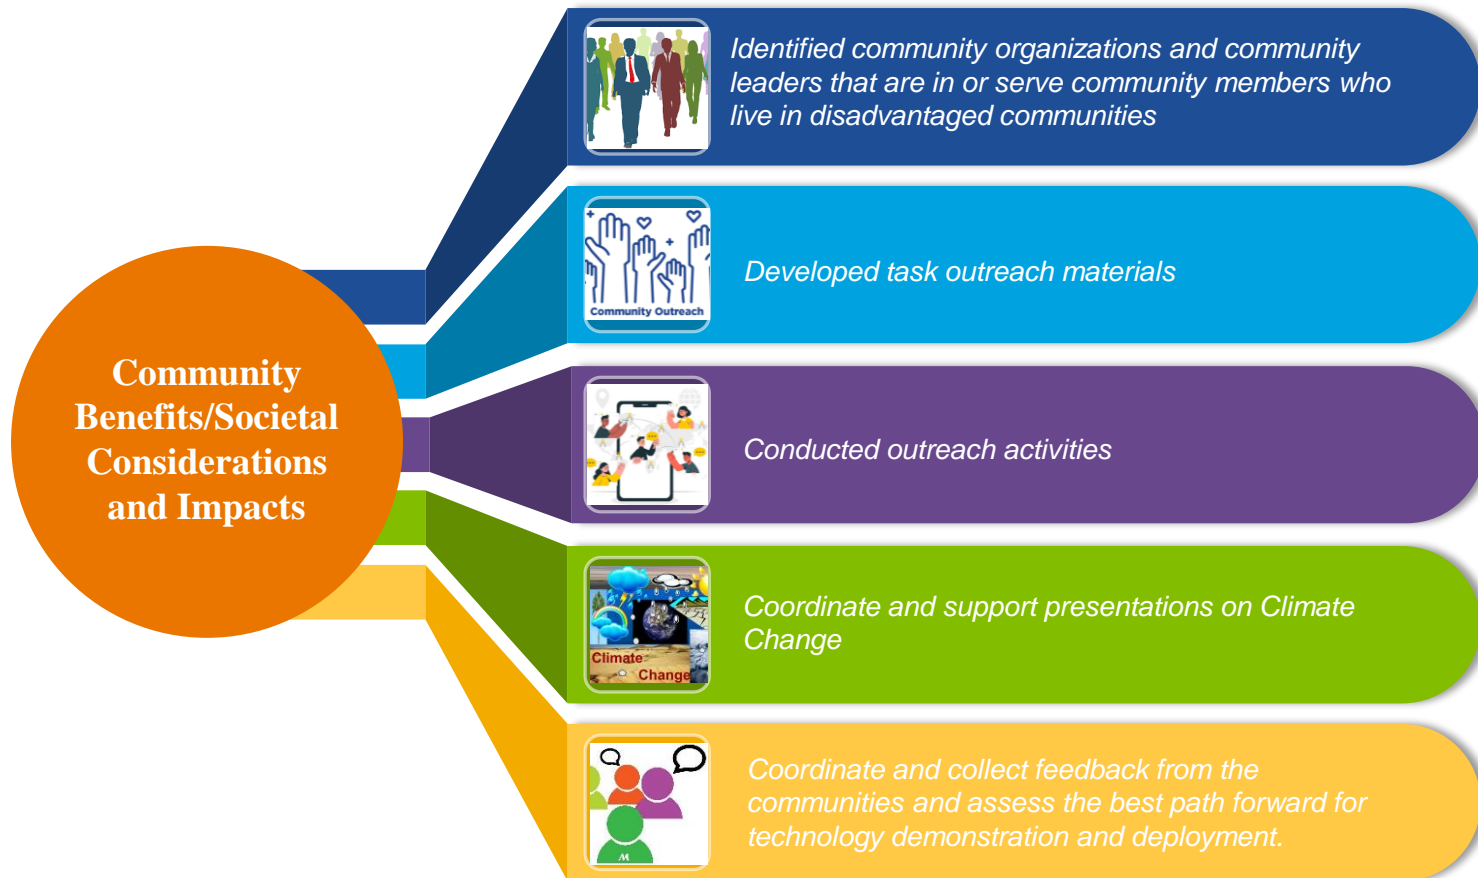 Community
Benefits/Societal
Considerations
and Impacts
Identified community organizations and community
leaders that are in or serve community members who
live in disadvantaged communities
Community Outreach
Developed task outreach materials
Conducted outreach activities
Climate
Change
Coordinate and support presentations on Climate
Change
M
Coordinate and collect feedback from the
communities and assess the best path forward for
technology demonstration and deployment.